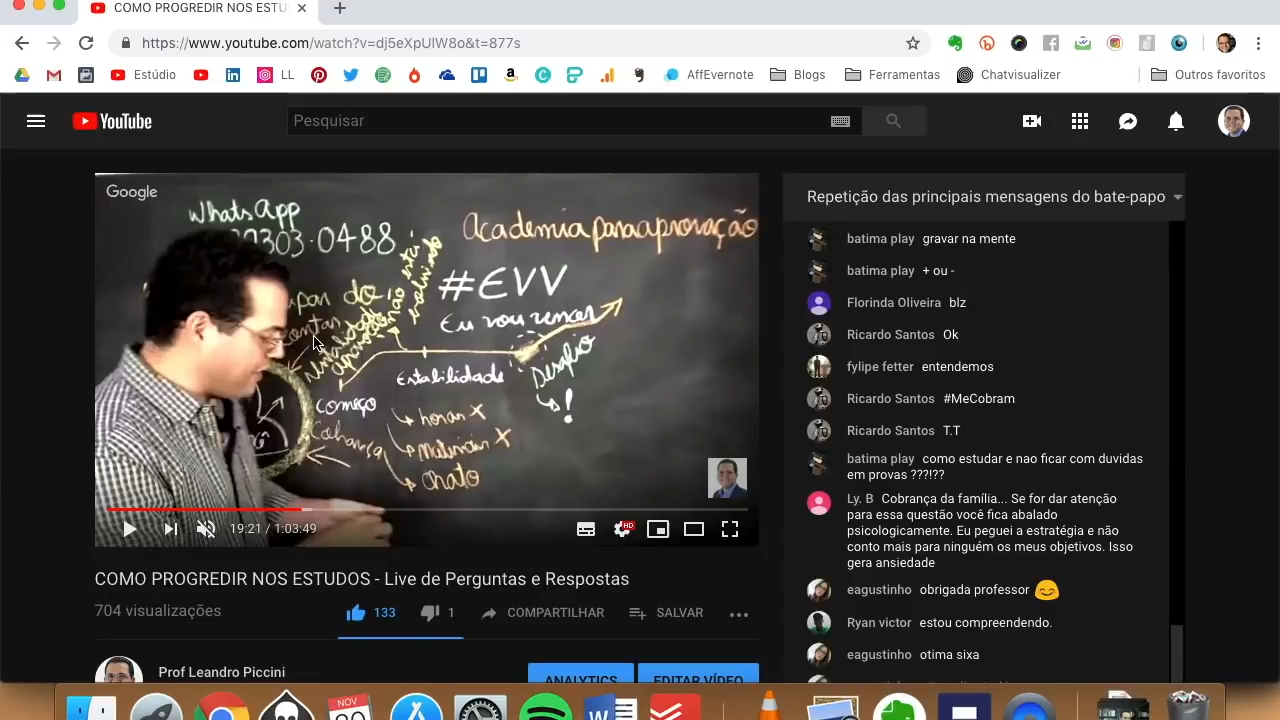 COMO PROGREDIR NOS ESTU
https://www.youtube.com/watch?v=dj5eXpUlW8o&t=877s
Estúdio
LL
AffEvernote
Blogs
Ferramentas
Chatvisualizer
Outros favoritos
YouTube
Pesquisar
Google
WhatsApp
303-0488
Academia para aprovação
#EVV
Eu vou vencer
não está
Estabilidade
Desafio
!
Começo
Cobrança
horas X
chato
19:21 / 1:03:49
HD
COMO PROGREDIR NOS ESTUDOS - Live de Perguntas e Respostas
704 visualizações
133
1
COMPARTILHAR
SALVAR
Prof Leandro Piccini
ANALYTICS
EDITAR VÍDEO
Repetição das principais mensagens do bate-papo
batima play gravar na mente
batima play + ou -
Florinda Oliveira blz
Ricardo Santos Ok
fylipe fetter entendemos
Ricardo Santos #MeCobram
Ricardo Santos T.T
batima play como estudar e nao ficar com duvidas
em provas ???!??
Ly. B Cobrança da família... Se for dar atenção
para essa questão você fica abalado
psicologicamente. Eu peguei a estratégia e não
conto mais para ninguém os meus objetivos. Isso
gera ansiedade
eagustinho obrigada professor 😊
Ryan victor estou compreendendo.
eagustinho otima sixa
NOV
W